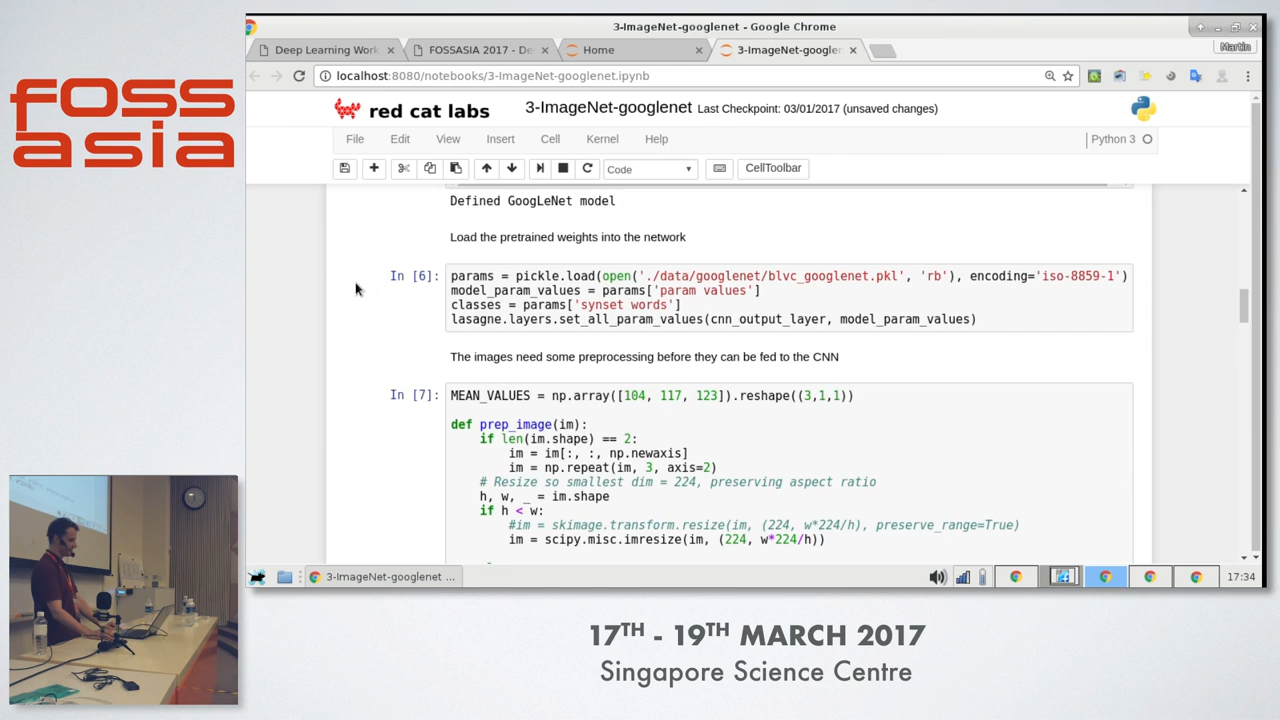 FOSS
asia
3-ImageNet-googlenet - Google Chrome
Deep Learning Work
FOSSASIA 2017 - De
Home
3-ImageNet-googlen
Martin
localhost:8080/notebooks/3-ImageNet-googlenet.ipynb
red cat labs
3-ImageNet-googlenet Last Checkpoint: 03/01/2017 (unsaved changes)
File Edit View Insert Cell Kernel Help
Python 3
Code
CellToolbar
Defined GoogLeNet model
Load the pretrained weights into the network
In [6]: params = pickle.load(open('./data/googlenet/blvc_googlenet.pkl', 'rb'), encoding='iso-8859-1')
model_param_values = params['param values']
classes = params['synset words']
lasagne.layers.set_all_param_values(cnn_output_layer, model_param_values)
The images need some preprocessing before they can be fed to the CNN
In [7]: MEAN_VALUES = np.array([104, 117, 123]).reshape((3,1,1))
def prep_image(im):
if len(im.shape) == 2:
im = im[:, :, np.newaxis]
im = np.repeat(im, 3, axis=2)
# Resize so smallest dim = 224, preserving aspect ratio
h, w, _ = im.shape
if h < w:
#im = skimage.transform.resize(im, (224, w*224/h), preserve_range=True)
im = scipy.misc.imresize(im, (224, w*224/h))
3-ImageNet-googlenet ...
17:34
17TH - 19TH MARCH 2017
Singapore Science Centre